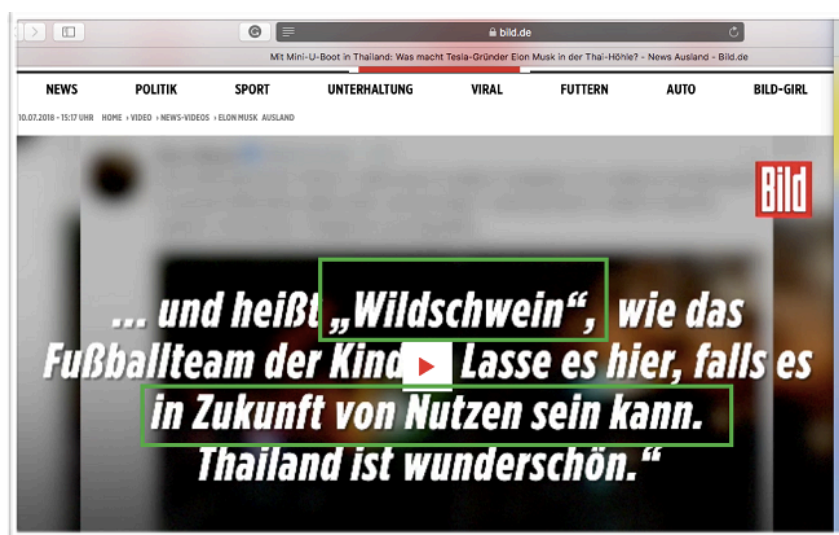 bild.de
Mit Mini-U-Boot in Thailand: Was macht Tesla-Gründer Elon Musk in der Thai-Höhle? - News Ausland - Bild.de
NEWS POLITIK SPORT UNTERHALTUNG VIRAL FUTTERN AUTO BILD-GIRL
10.07.2018 - 15:17 UHR HOME › VIDEO › NEWS-VIDEOS › ELON MUSK AUSLAND
Bild
... und heißt „Wildschwein“, wie das
Fußballteam der Kind Lasse es hier, falls es
in Zukunft von Nutzen sein kann.
Thailand ist wunderschön.“